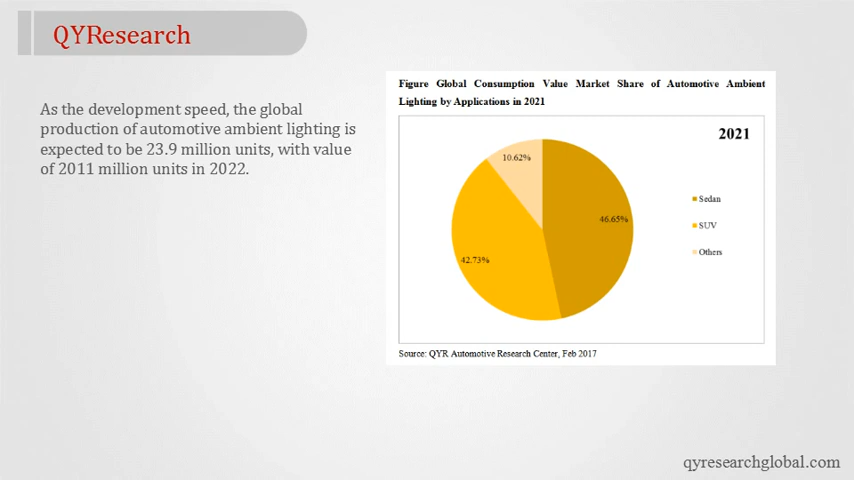 QYResearch
As the development speed, the global
production of automotive ambient lighting is
expected to be 23.9 million units, with value
of 2011 million units in 2022.
Figure Global Consumption Value Market Share of Automotive Ambient
Lighting by Applications in 2021
2021
10.62%
46.65%
42.73%
Sedan
SUV
Others
Source: QYR Automotive Research Center, Feb 2017
qyresearchglobal.com